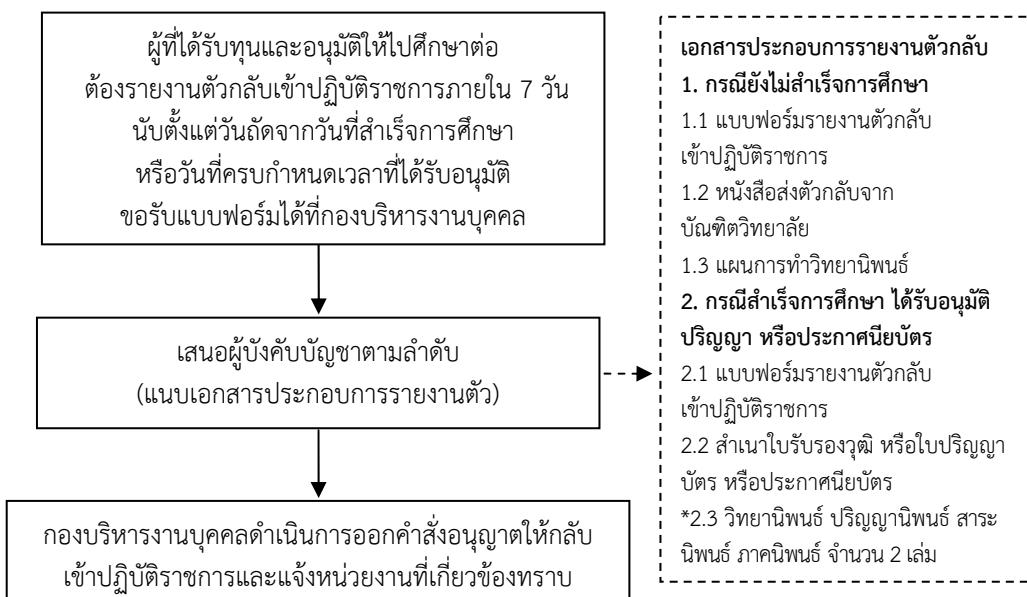 ผู้ที่ได้รับทุนและอนุมัติให้ไปศึกษาต่อ
ต้องรายงานตัวกลับเข้าปฏิบัติราชการภายใน 7 วัน
นับตั้งแต่วันถัดจากวันที่สำเร็จการศึกษา
หรือวันที่ครบกำหนดเวลาที่ได้รับอนุมัติ
ขอรับแบบฟอร์มได้ที่กองบริหารงานบุคคล
เสนอผู้บังคับบัญชาตามลำดับ
(แนบเอกสารประกอบการรายงานตัว)
กองบริหารงานบุคคลดำเนินการออกคำสั่งอนุญาตให้กลับ
เข้าปฏิบัติราชการและแจ้งหน่วยงานที่เกี่ยวข้องทราบ
เอกสารประกอบการรายงานตัวกลับ
1. กรณียังไม่สำเร็จการศึกษา
1.1 แบบฟอร์มรายงานตัวกลับ
เข้าปฏิบัติราชการ
1.2 หนังสือส่งตัวกลับจาก
บัณฑิตวิทยาลัย
1.3 แผนการทำวิทยานิพนธ์
2. กรณีสำเร็จการศึกษา ได้รับอนุมัติ
ปริญญา หรือประกาศนียบัตร
2.1 แบบฟอร์มรายงานตัวกลับ
เข้าปฏิบัติราชการ
2.2 สำเนาใบรับรองวุฒิ หรือใบปริญญา
บัตร หรือประกาศนียบัตร
*2.3 วิทยานิพนธ์ ปริญญานิพนธ์ สาระ
นิพนธ์ ภาคนิพนธ์ จำนวน 2 เล่ม